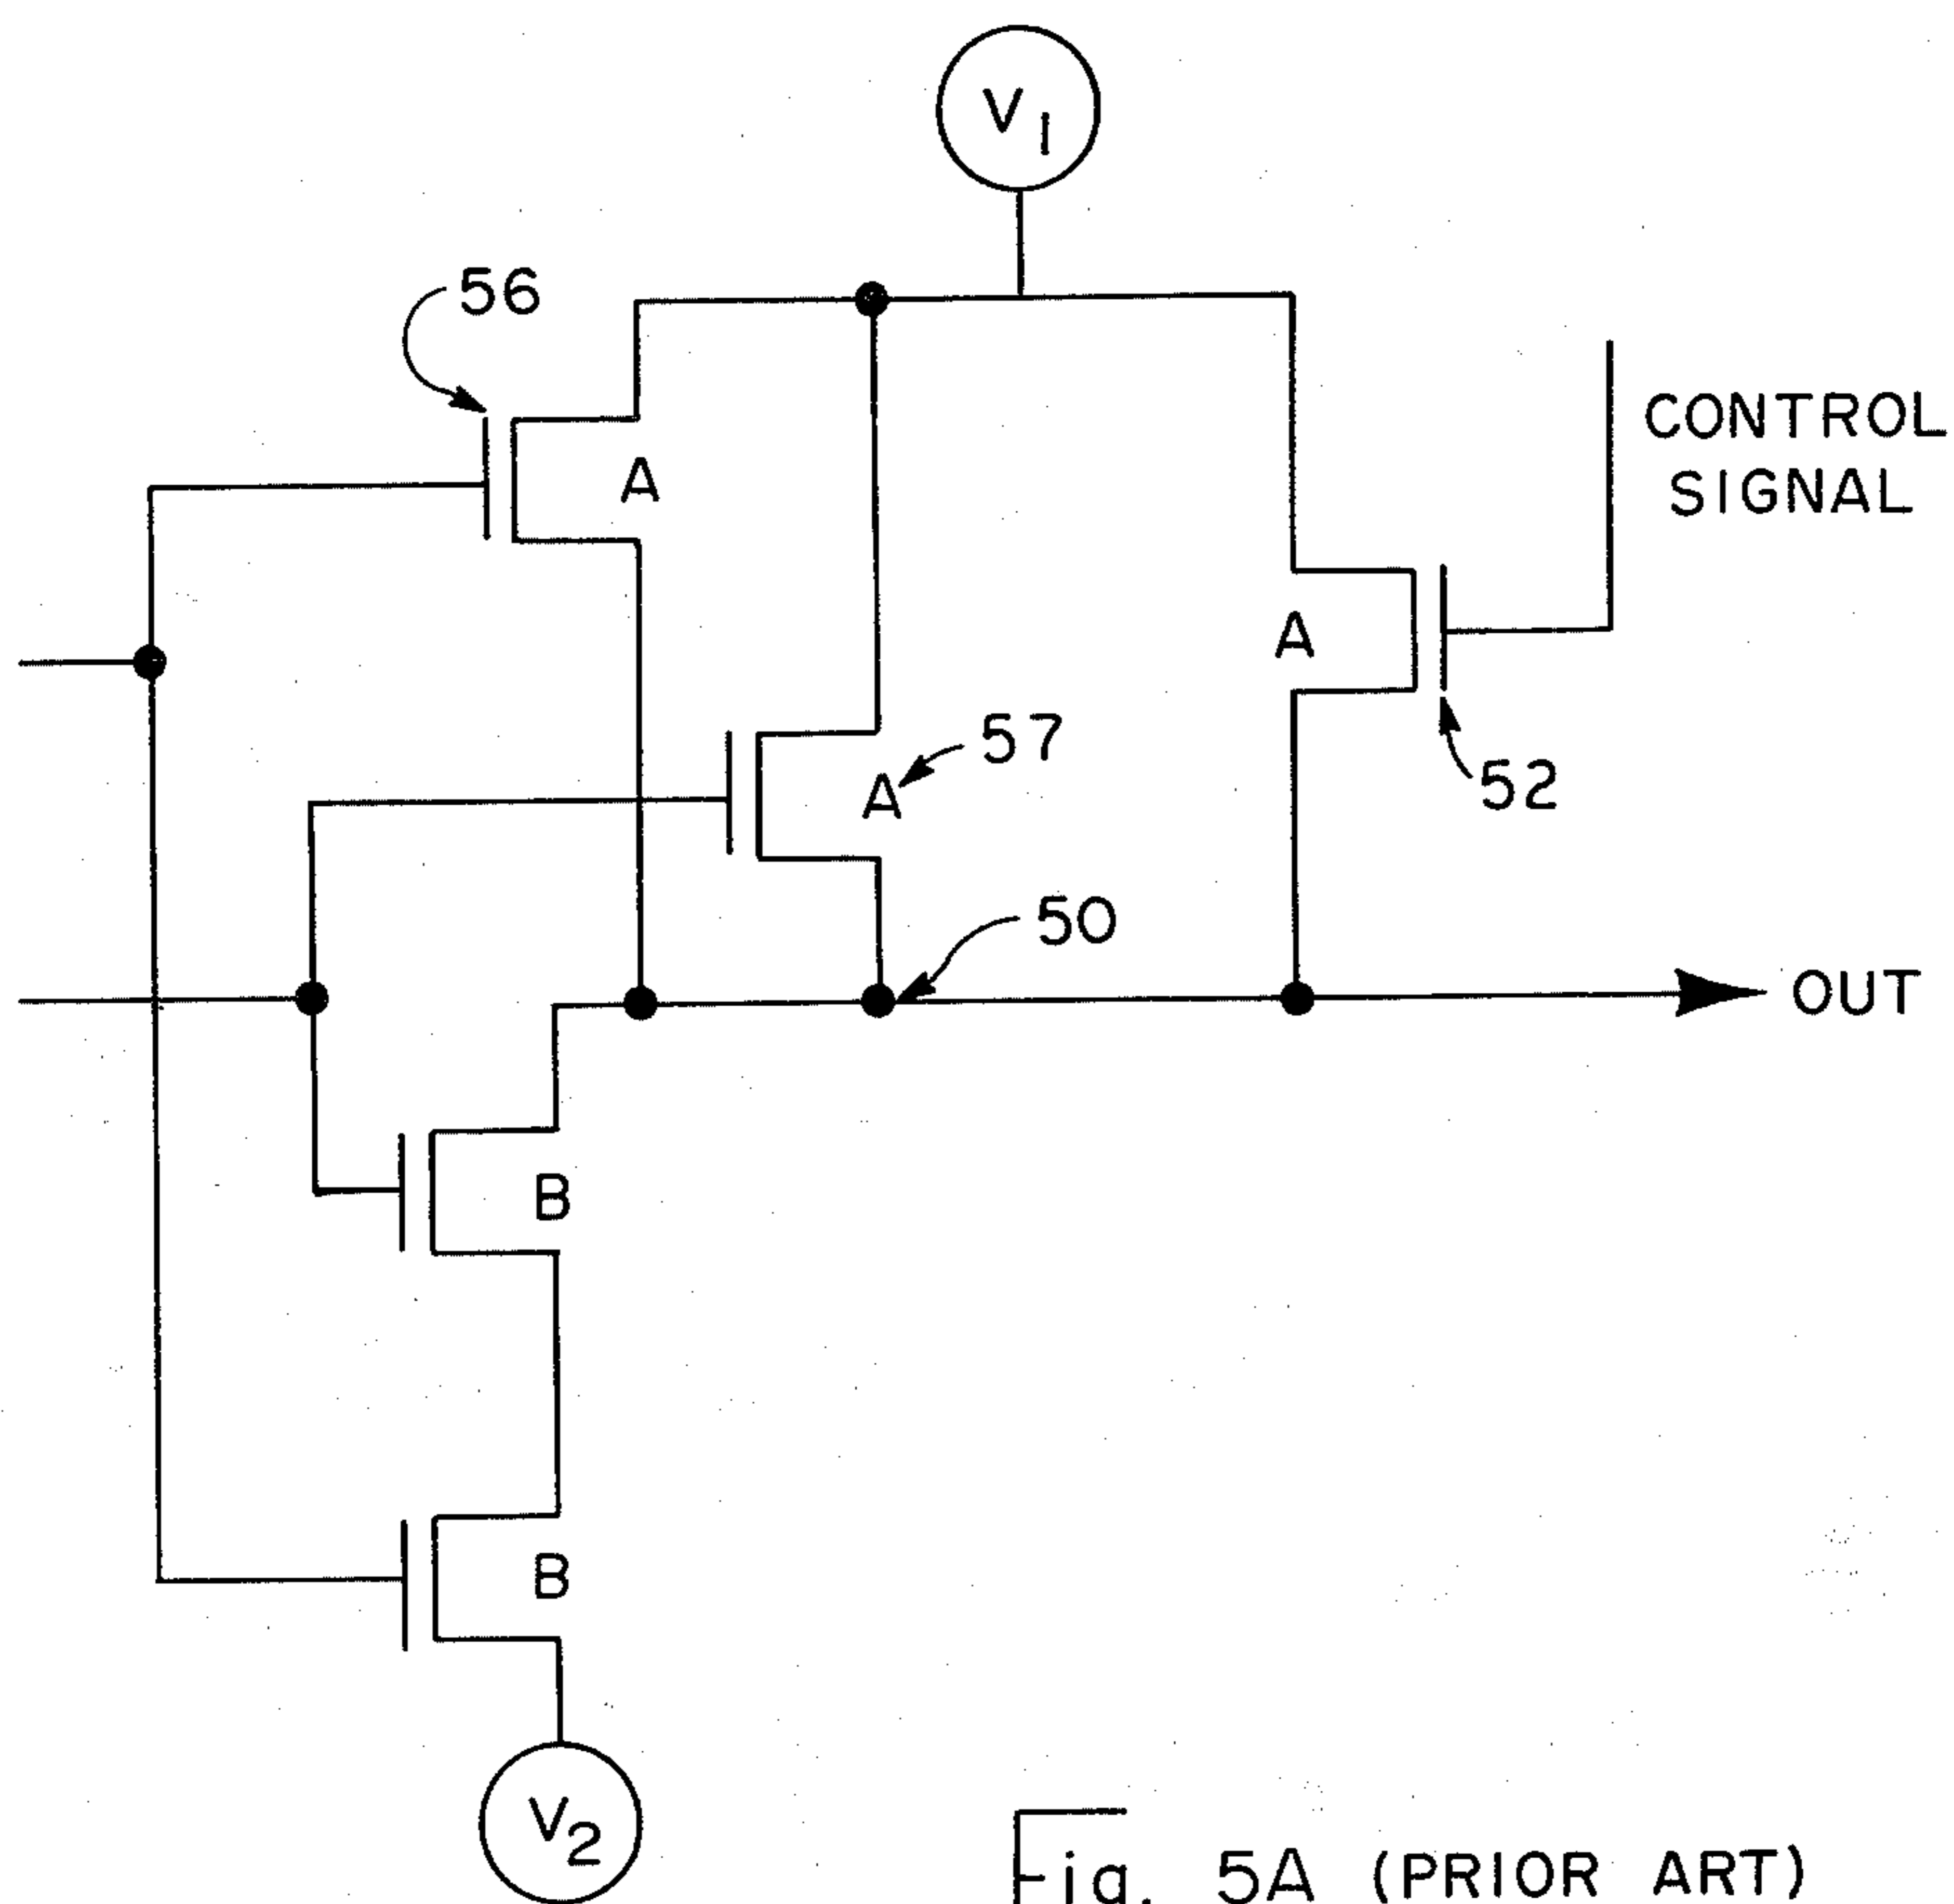 V1
56
CONTROL
SIGNAL
A
A
57
A
52
50
OUT
B
B
V2
Fig. 5A (PRIOR ART)